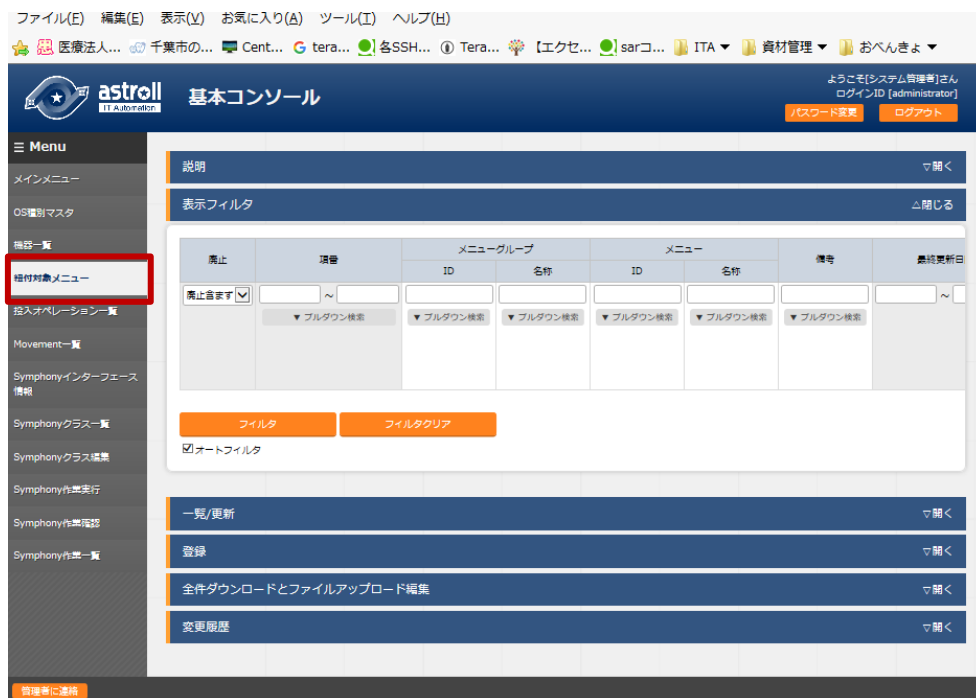 ファイル(F) 編集(E) 表示(V) お気に入り(A) ツール(T) ヘルプ(H)
医療法人... 千葉市の... Cent... tera... 各SSH... Tera... 【エクセ... sarコ... ITA ▼ 資材管理 ▼ おべんきょ ▼
astroll
IT Automation
基本コンソール
ようこそ[システム管理者]さん
ログインID [administrator]
パスワード変更 ログアウト
☰ Menu
メインメニュー
OS種別マスタ
機器一覧
紐付対象メニュー
投入オペレーション一覧
Movement一覧
Symphonyインターフェース
情報
Symphonyクラス一覧
Symphonyクラス編集
Symphony作業実行
Symphony作業確認
Symphony作業一覧
説明 ▽開く
表示フィルタ △閉じる
廃止 項番 メニューグループ メニュー 備考 最終更新日
ID 名称 ID 名称
廃止含まず ~ ~
▼ プルダウン検索 ▼ プルダウン検索 ▼ プルダウン検索 ▼ プルダウン検索 ▼ プルダウン検索 ▼ プルダウン検索
フィルタ フィルタクリア
オートフィルタ
一覧/更新 ▽開く
登録 ▽開く
全件ダウンロードとファイルアップロード編集 ▽開く
変更履歴 ▽開く
管理者に連絡